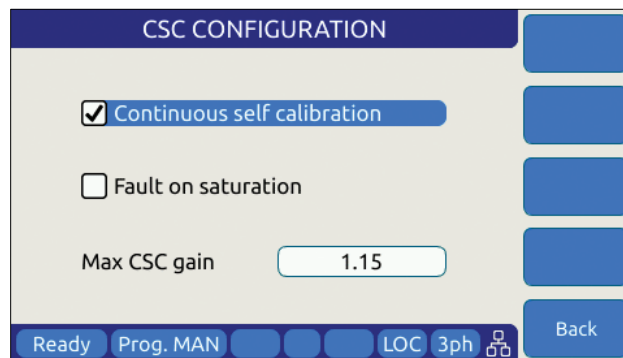 CSC CONFIGURATION
Continuous self calibration
Fault on saturation
Max CSC gain 1.15
Ready Prog. MAN LOC 3ph Back